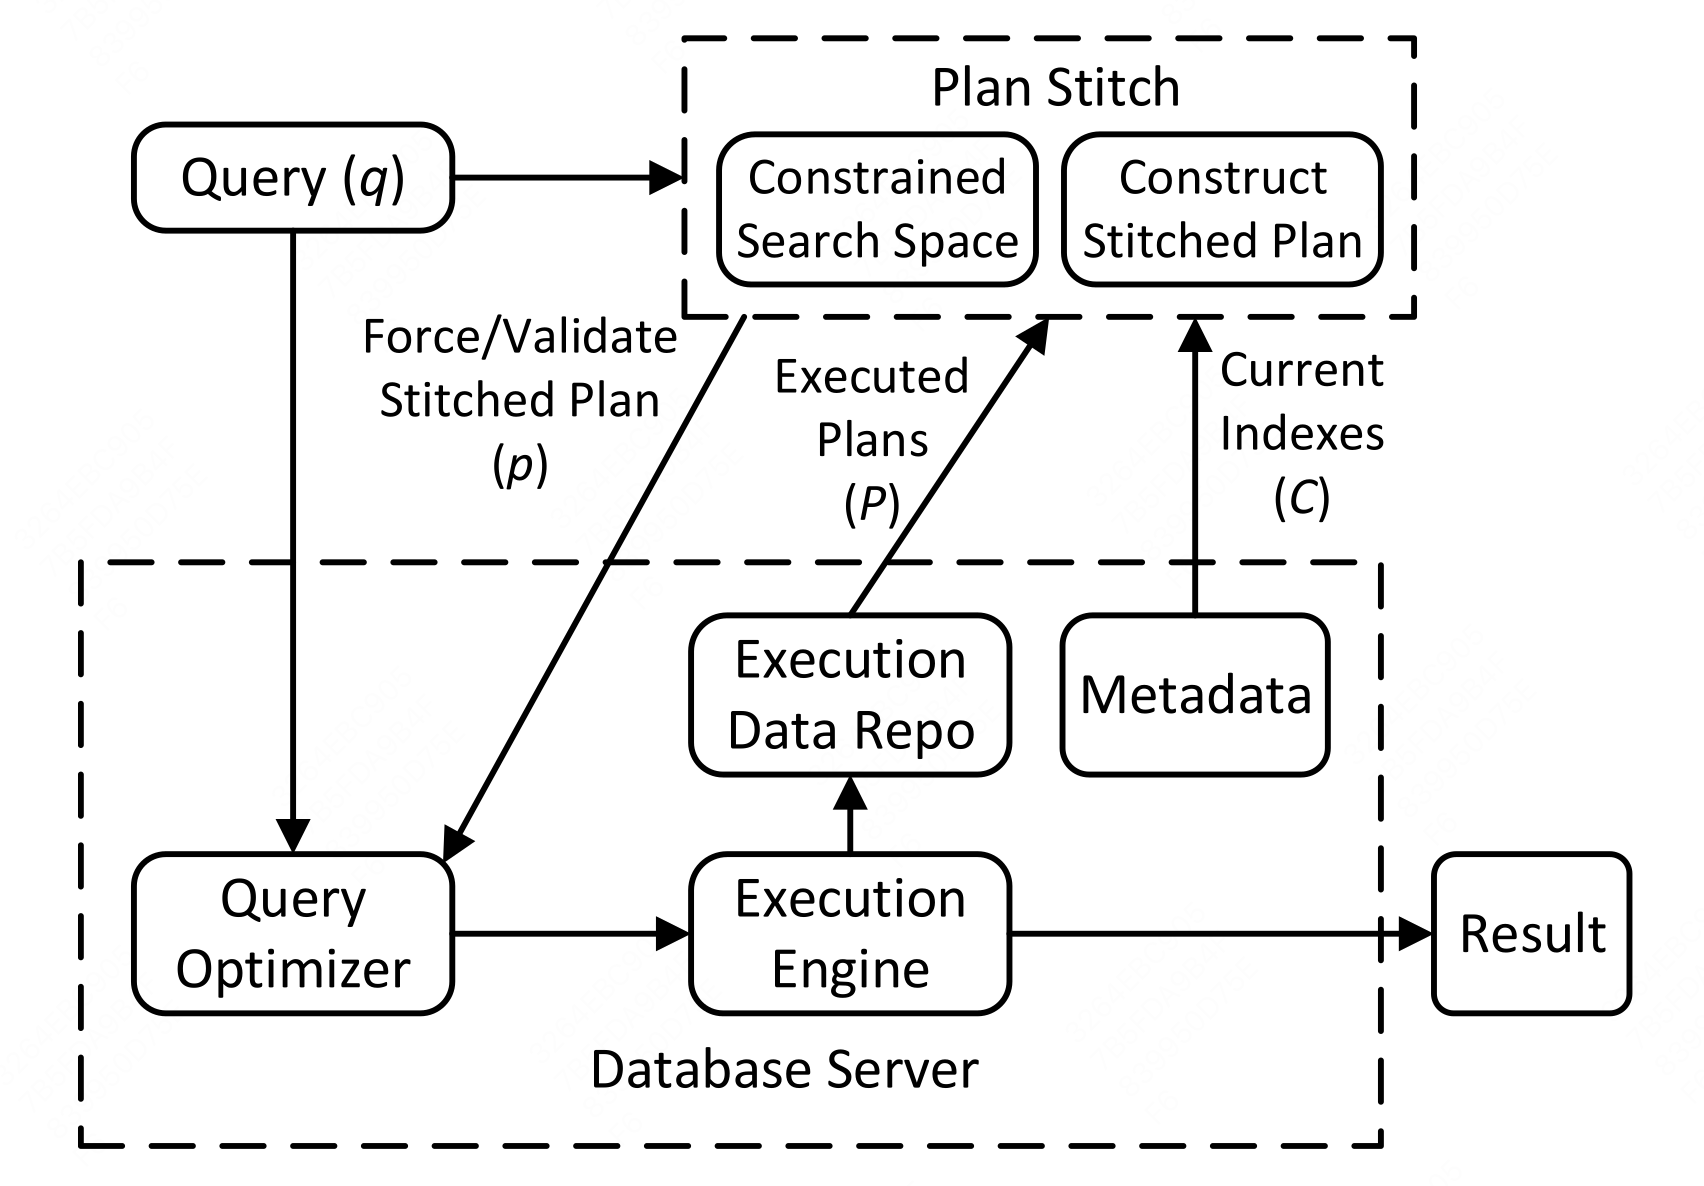 Plan Stitch
Query (q)
Constrained
Search Space
Construct
Stitched Plan
Force/Validate
Stitched Plan
(p)
Executed
Plans
(P)
Current
Indexes
(C)
Execution
Data Repo
Metadata
Query
Optimizer
Execution
Engine
Result
Database Server